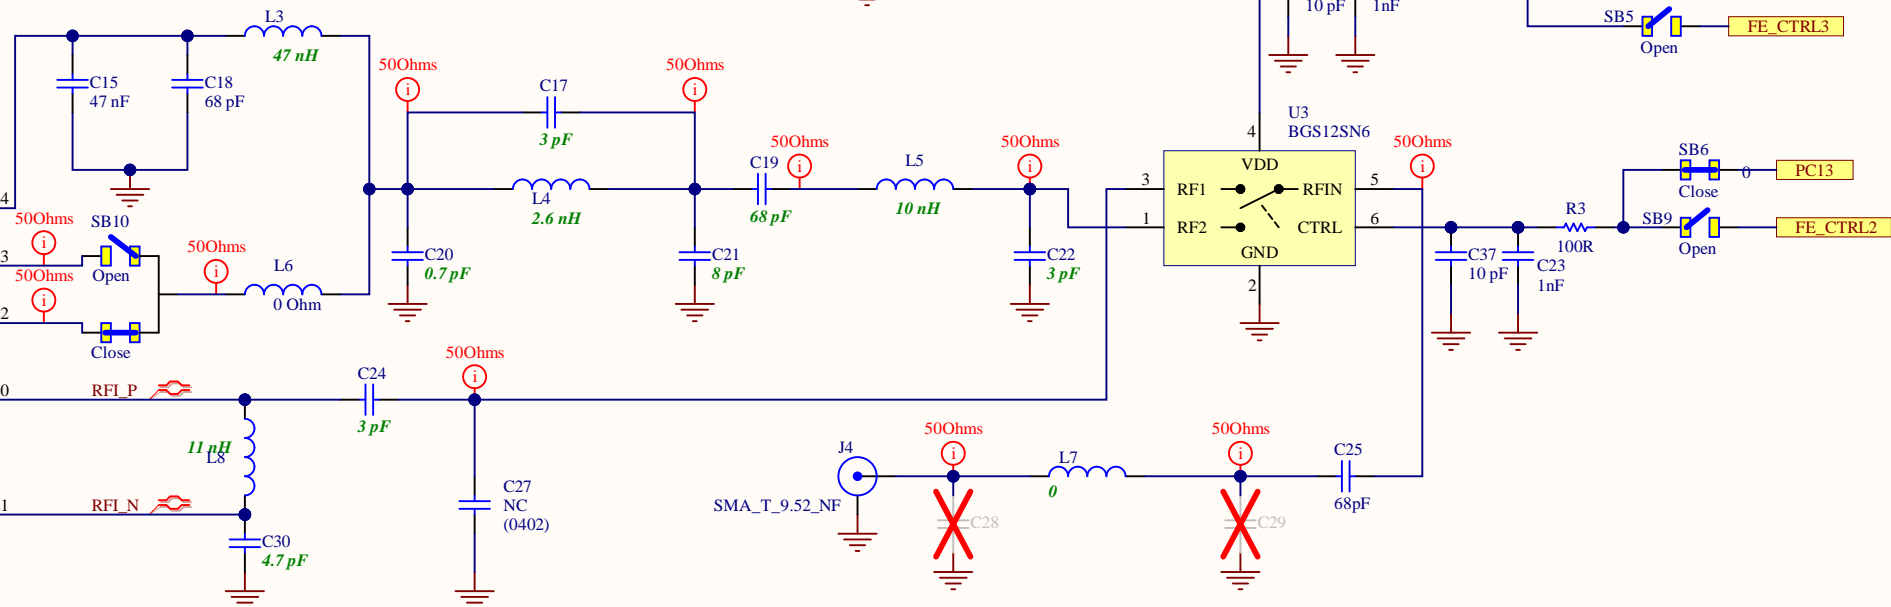 10 pF
1nF
SB5
Open
FE_CTRL3
L3
47 nH
C15
47 nF
C18
68 pF
50Ohms
i
C17
3 pF
50Ohms
i
U3
BGS12SN6
4
VDD
3
RF1
RFIN
5
1
RF2
CTRL
6
GND
2
50Ohms
i
SB6
Close
0
PC13
R3
100R
SB9
Open
FE_CTRL2
C37
10 pF
C23
1nF
4
50Ohms
i
SB10
Open
3
50Ohms
i
2
Close
50Ohms
i
L6
0 Ohm
L4
2.6 nH
C20
0.7 pF
C21
8 pF
C19
68 pF
50Ohms
i
L5
10 nH
50Ohms
i
C22
3 pF
0
RFI_P
C24
3 pF
50Ohms
i
11 nH
L8
1
RFI_N
C30
4.7 pF
C27
NC
(0402)
J4
SMA_T_9.52_NF
50Ohms
i
C28
L7
0
50Ohms
i
C29
C25
68pF